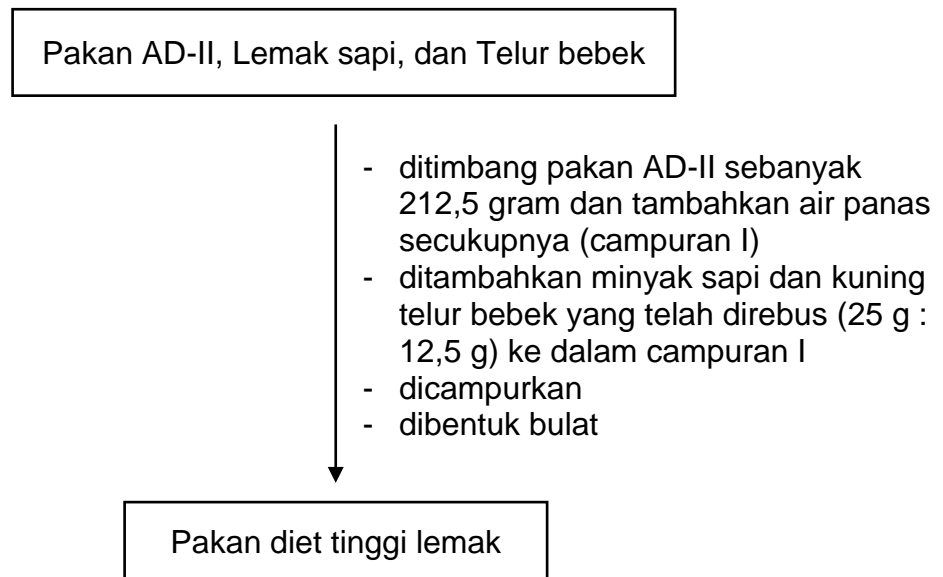 Pakan AD-II, Lemak sapi, dan Telur bebek
- ditimbang pakan AD-II sebanyak
212,5 gram dan tambahkan air panas
secukupnya (campuran I)
- ditambahkan minyak sapi dan kuning
telur bebek yang telah direbus (25 g :
12,5 g) ke dalam campuran I
- dicampurkan
- dibentuk bulat
Pakan diet tinggi lemak